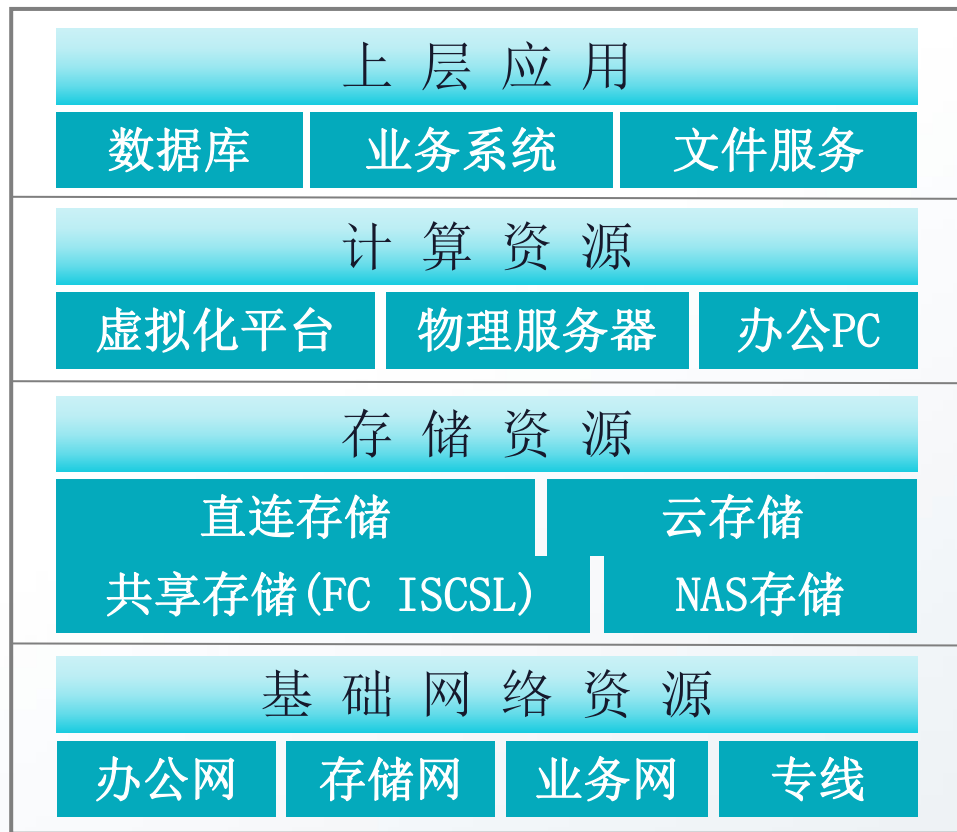 上层应用
数据库 业务系统 文件服务
计算资源
虚拟化平台 物理服务器 办公PC
存储资源
直连存储 云存储
共享存储(FC ISCSL) NAS存储
基础网络资源
办公网 存储网 业务网 专线